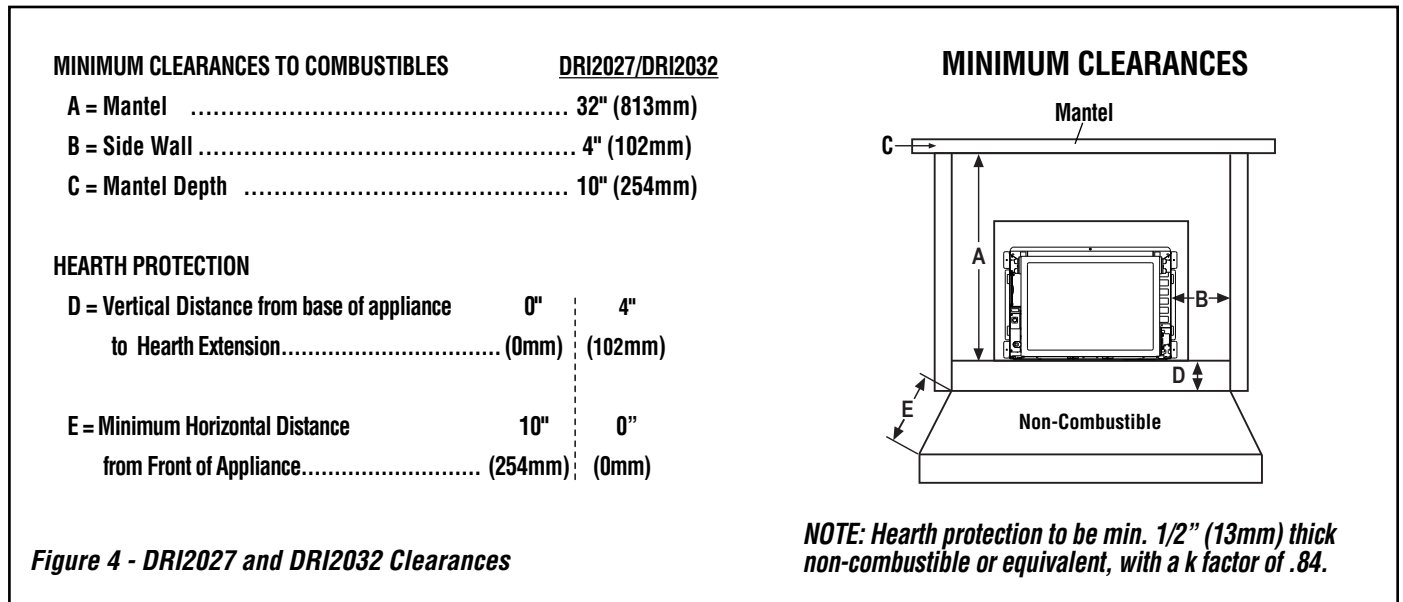 MINIMUM CLEARANCES TO COMBUSTIBLES DRI2027/DRI2032
A = Mantel ................................................ 32" (813mm)
B = Side Wall ................................................ 4" (102mm)
C = Mantel Depth ......................................... 10" (254mm)
HEARTH PROTECTION
D = Vertical Distance from base of appliance 0" 4"
to Hearth Extension................................. (0mm) (102mm)
E = Minimum Horizontal Distance 10" 0”
from Front of Appliance........................... (254mm) (0mm)
Figure 4 - DRI2027 and DRI2032 Clearances
MINIMUM CLEARANCES
Mantel
C
A
B
D
E
Non-Combustible
NOTE: Hearth protection to be min. 1/2” (13mm) thick
non-combustible or equivalent, with a k factor of .84.